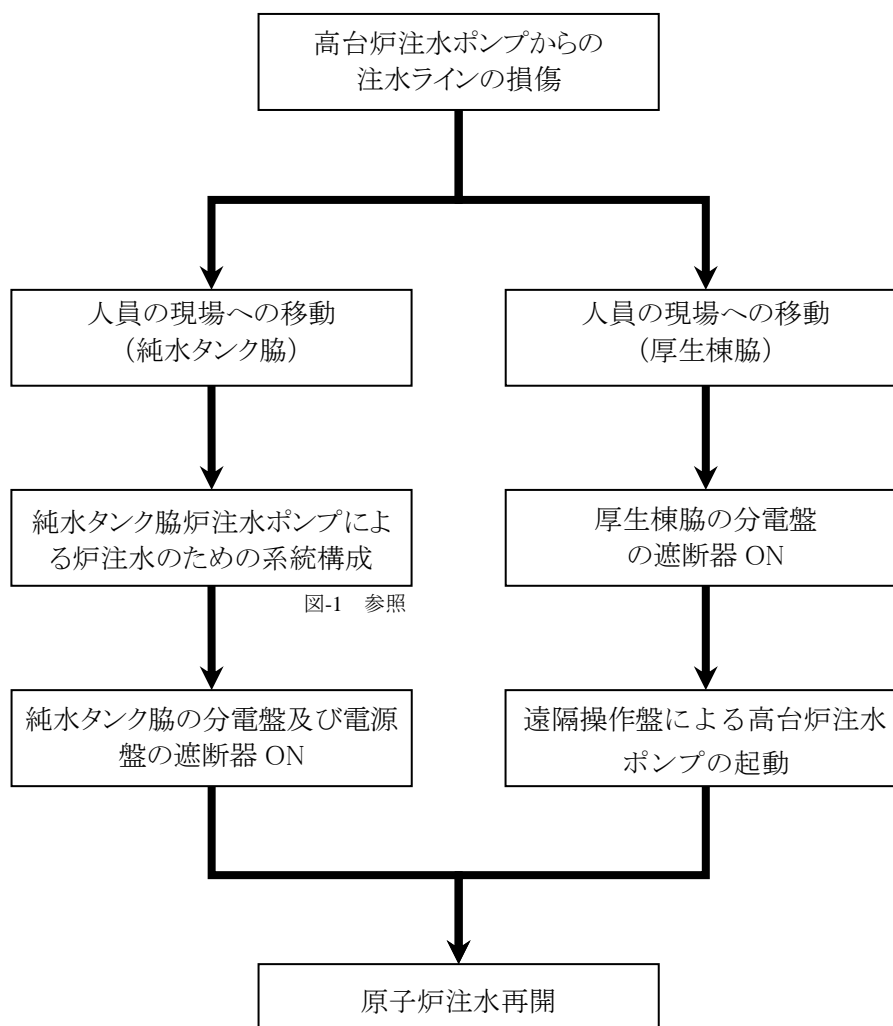 高台炉注水ポンプからの
注水ラインの損傷
人員の現場への移動
（純水タンク脇）
人員の現場への移動
（厚生棟脇）
純水タンク脇炉注水ポンプによ
る炉注水のための系統構成
図-1　参照
厚生棟脇の分電盤
の遮断器 ON
純水タンク脇の分電盤及び電源
盤の遮断器 ON
遠隔操作盤による高台炉注水
ポンプの起動
原子炉注水再開